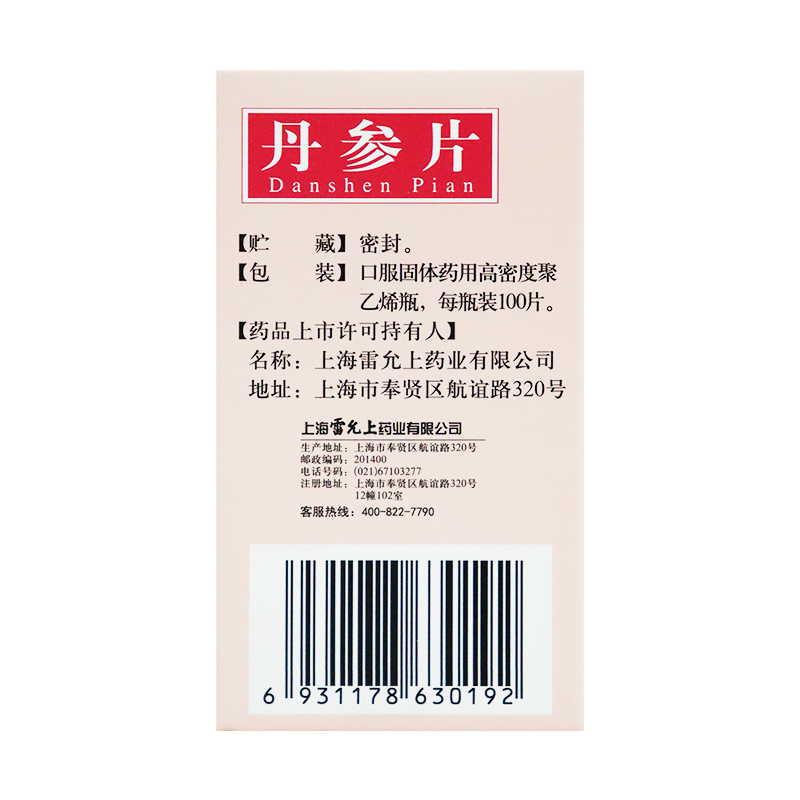 丹参片
Danshen Pian
【贮　　藏】密封。
【包　　装】口服固体药用高密度聚
乙烯瓶，每瓶装100片。
【药品上市许可持有人】
名称：上海雷允上药业有限公司
地址：上海市奉贤区航谊路320号
上海雷允上药业有限公司
生产地址：上海市奉贤区航谊路320号
邮政编码：201400
电话号码：(021)67103277
注册地址：上海市奉贤区航谊路320号
12幢102室
客服热线：400-822-7790
6 931178 630192